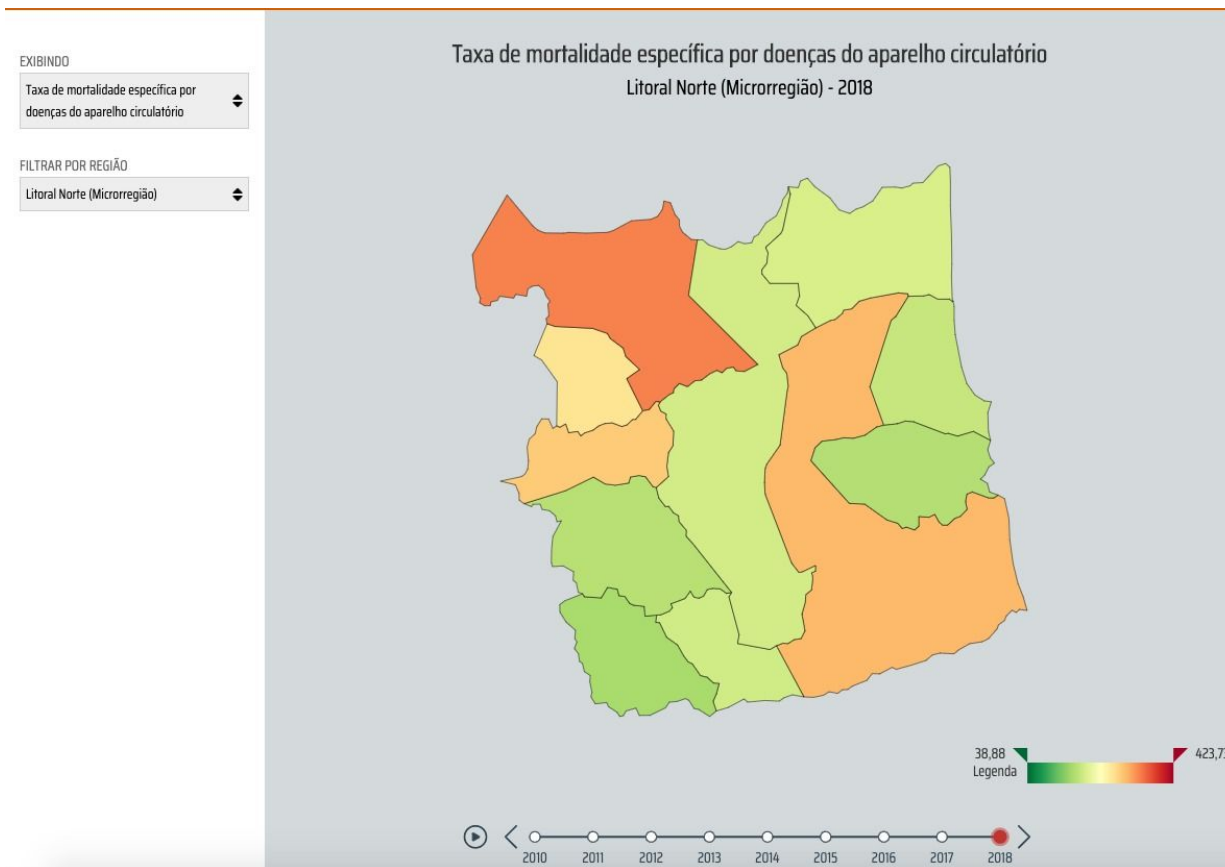 EXIBINDO
Taxa de mortalidade específica por
doenças do aparelho circulatório
FILTRAR POR REGIÃO
Litoral Norte (Microrregião)
Taxa de mortalidade específica por doenças do aparelho circulatório
Litoral Norte (Microrregião) - 2018
38,88
423,73
Legenda
2010 2011 2012 2013 2014 2015 2016 2017 2018